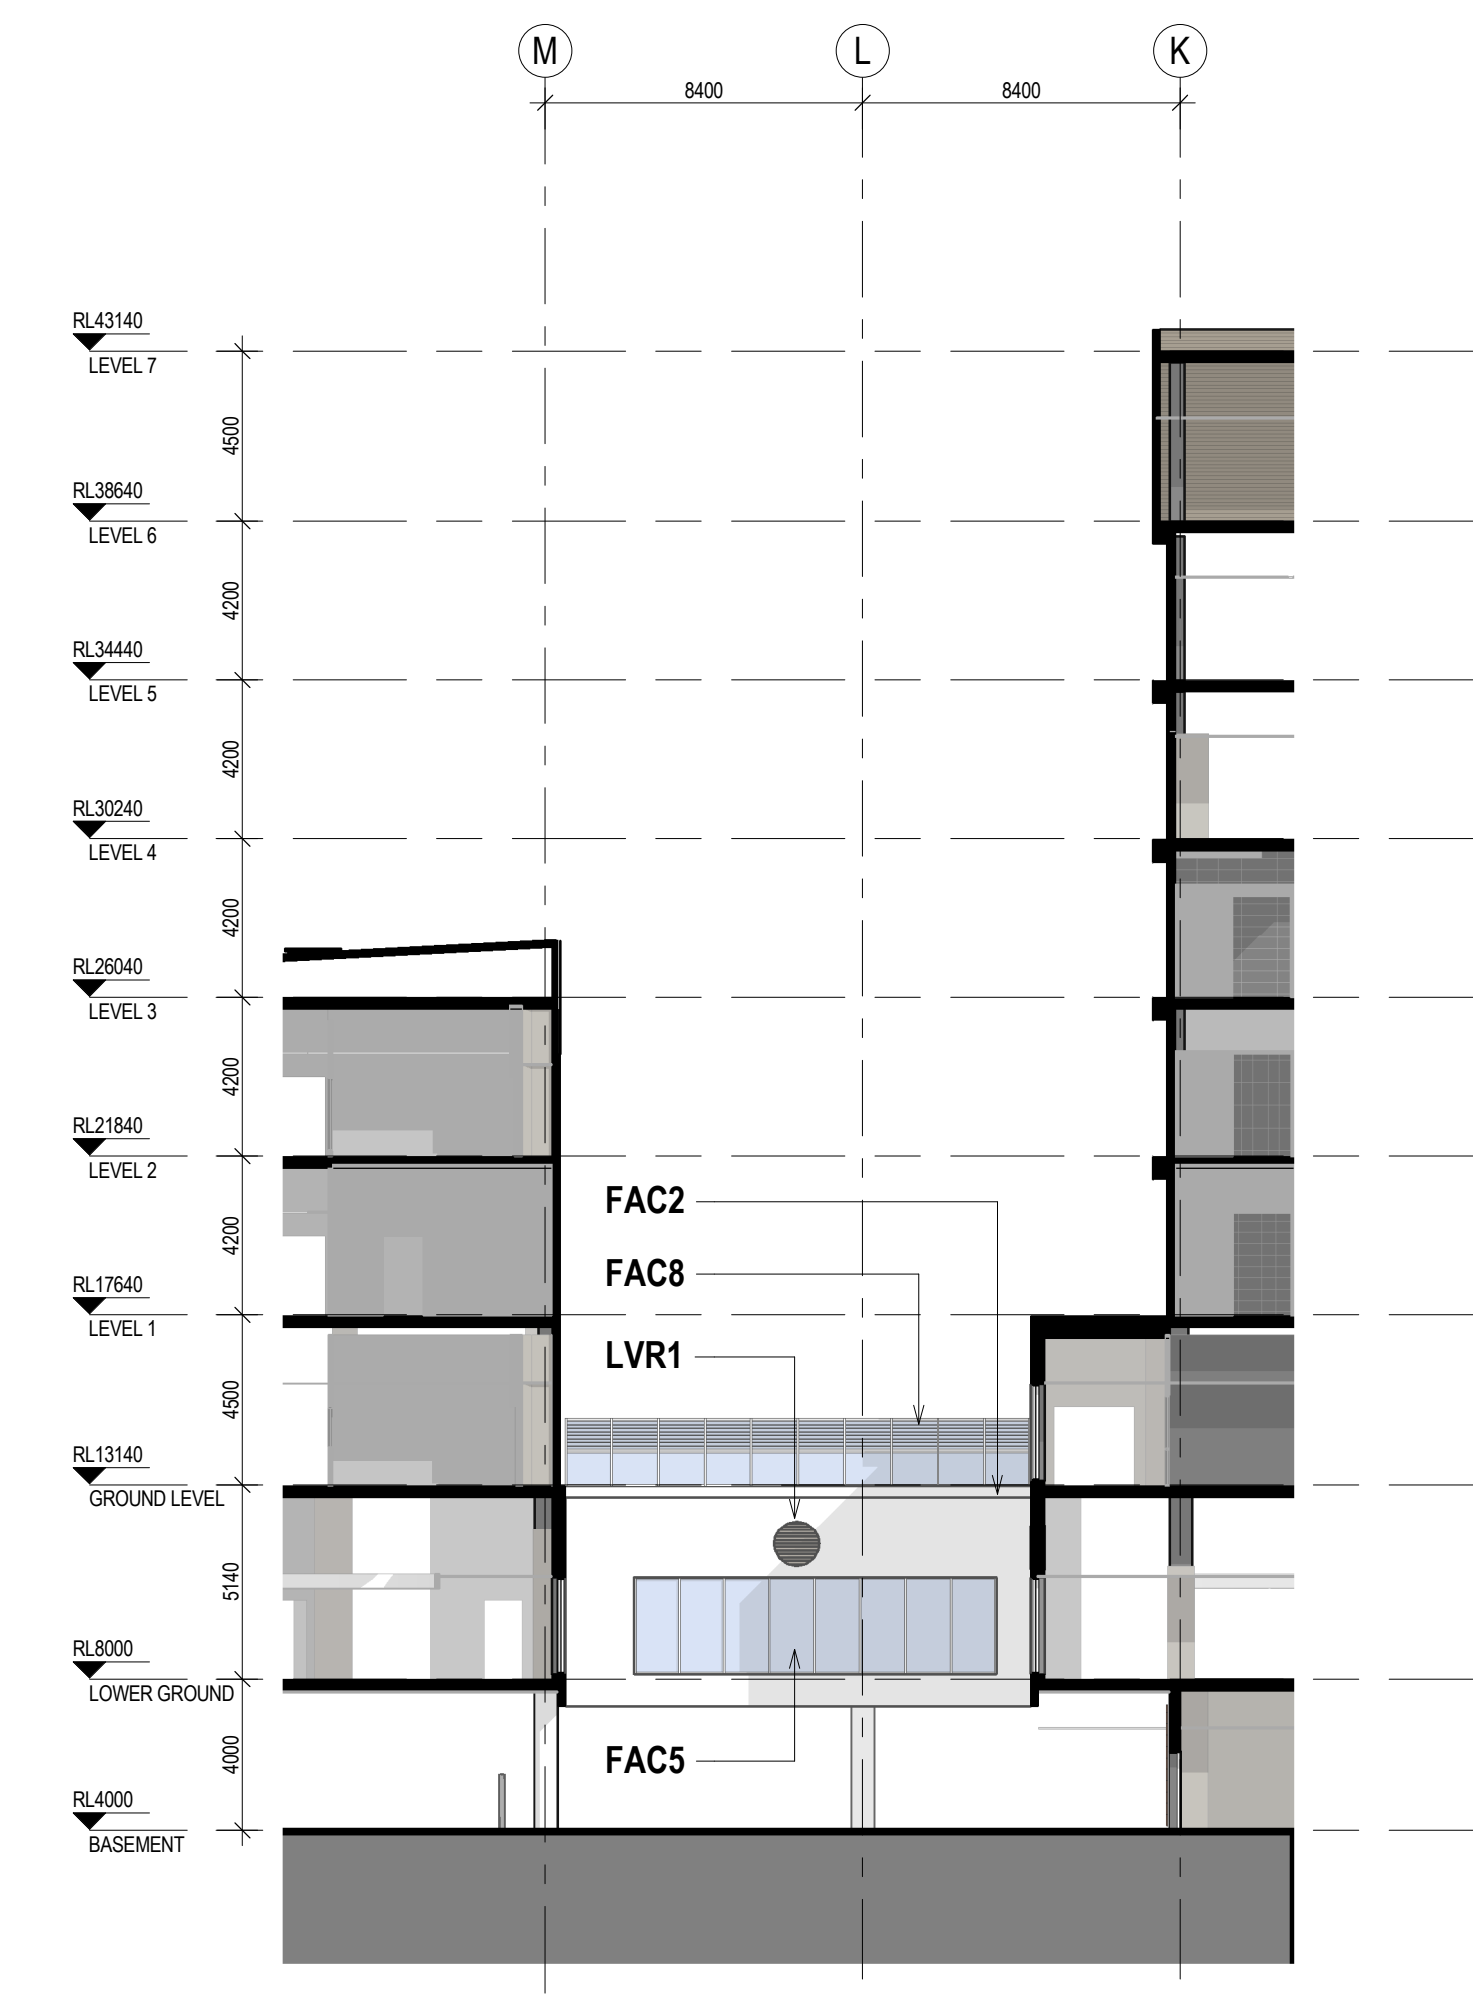 M L K
8400 8400
RL43140
LEVEL 7
4500
RL38640
LEVEL 6
4200
RL34440
LEVEL 5
4200
RL30240
LEVEL 4
4200
RL26040
LEVEL 3
4200
RL21840
LEVEL 2
FAC2
4200
FAC8
RL17640
LEVEL 1
LVR1
4500
RL13140
GROUND LEVEL
5140
RL8000
LOWER GROUND
4000
FAC5
RL4000
BASEMENT